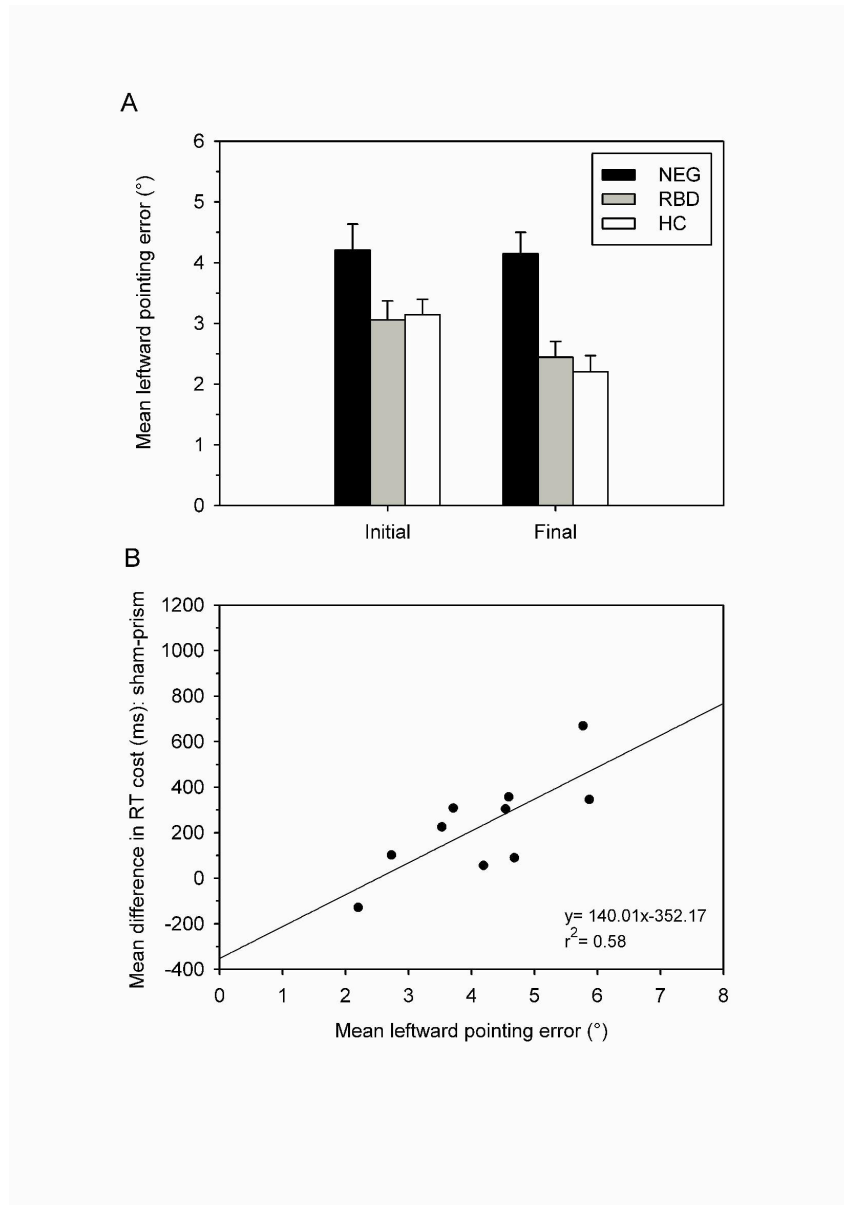 A
Mean leftward pointing error (°)
6
5
4
3
2
1
0
NEG
RBD
HC
Initial
Final
B
Mean difference in RT cost (ms): sham-prism
1200
1000
800
600
400
200
0
-200
-400
y= 140.01x-352.17
r²= 0.58
0 1 2 3 4 5 6 7 8
Mean leftward pointing error (°)